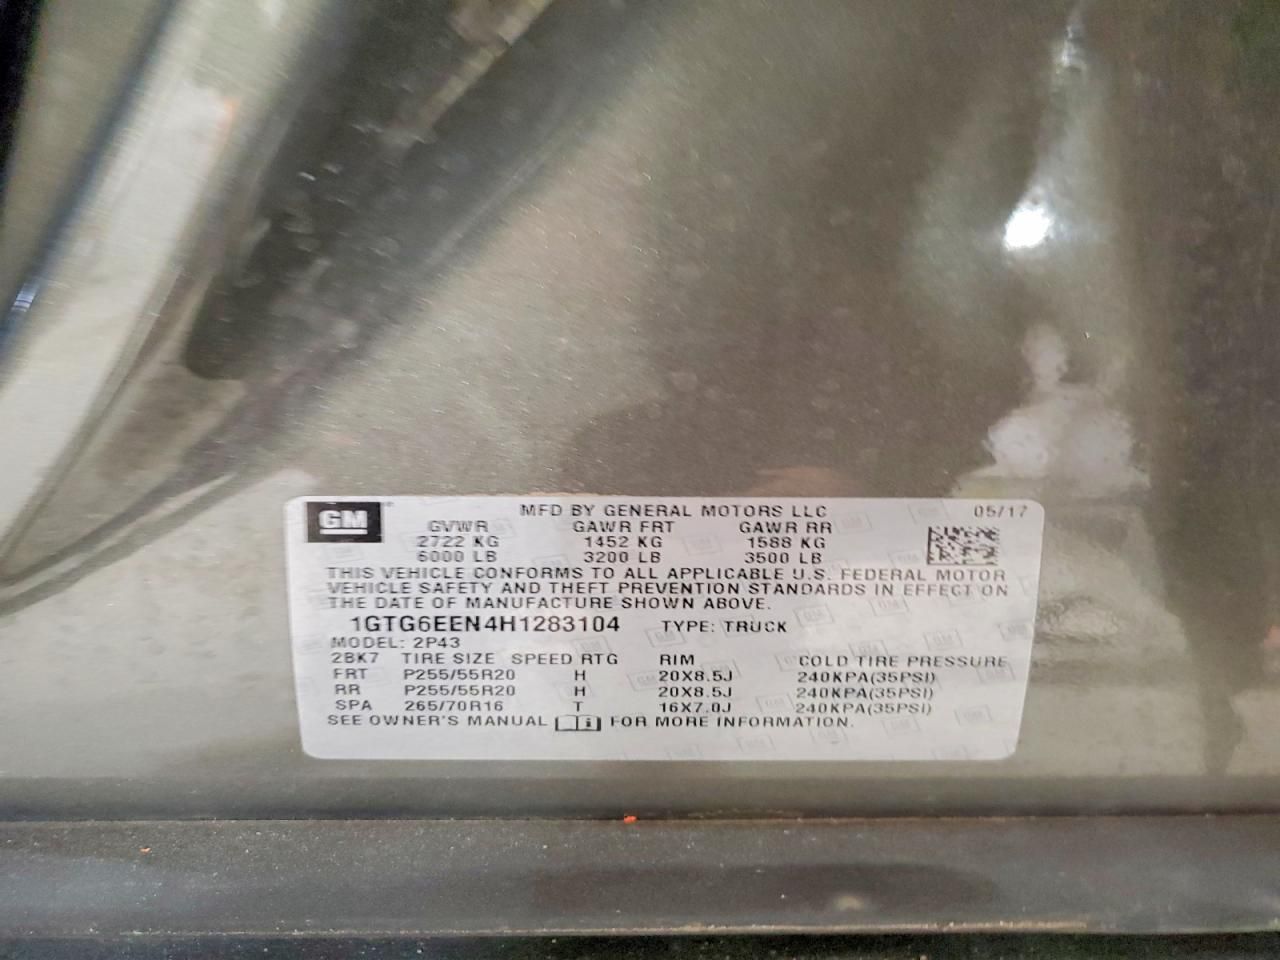 GM MFD BY GENERAL MOTORS LLC 05/17
GVWR GAWR FRT GAWR RR
2722 KG 1452 KG 1588 KG
6000 LB 3200 LB 3500 LB
THIS VEHICLE CONFORMS TO ALL APPLICABLE U.S. FEDERAL MOTOR
VEHICLE SAFETY AND THEFT PREVENTION STANDARDS IN EFFECT ON
THE DATE OF MANUFACTURE SHOWN ABOVE.
1GTG6EEN4H1283104 TYPE: TRUCK
MODEL: 2P43
2BK7 TIRE SIZE SPEED RTG RIM COLD TIRE PRESSURE
FRT P255/55R20 H 20X8.5J 240KPA(35PSI)
RR P255/55R20 H 20X8.5J 240KPA(35PSI)
SPA 265/70R16 T 16X7.0J 240KPA(35PSI)
SEE OWNER'S MANUAL FOR MORE INFORMATION.